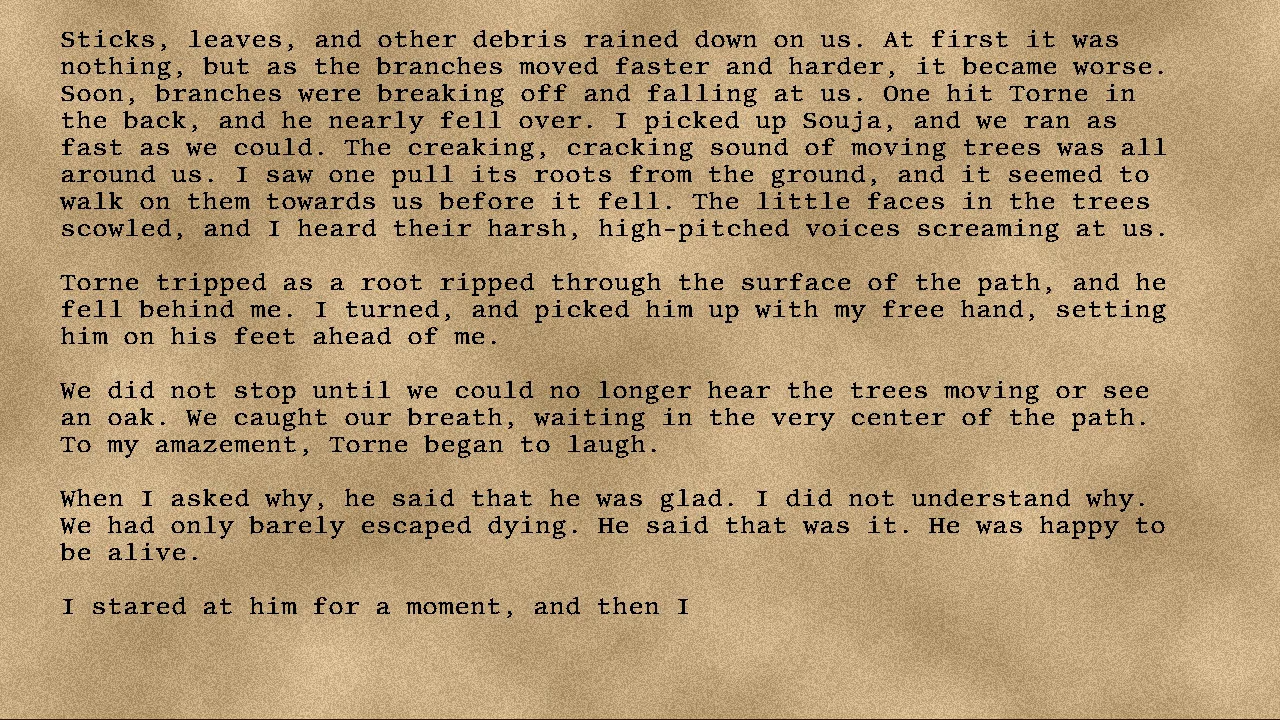 Sticks, leaves, and other debris rained down on us. At first it was
nothing, but as the branches moved faster and harder, it became worse.
Soon, branches were breaking off and falling at us. One hit Torne in
the back, and he nearly fell over. I picked up Souja, and we ran as
fast as we could. The creaking, cracking sound of moving trees was all
around us. I saw one pull its roots from the ground, and it seemed to
walk on them towards us before it fell. The little faces in the trees
scowled, and I heard their harsh, high-pitched voices screaming at us.

Torne tripped as a root ripped through the surface of the path, and he
fell behind me. I turned, and picked him up with my free hand, setting
him on his feet ahead of me.

We did not stop until we could no longer hear the trees moving or see
an oak. We caught our breath, waiting in the very center of the path.
To my amazement, Torne began to laugh.

When I asked why, he said that he was glad. I did not understand why.
We had only barely escaped dying. He said that was it. He was happy to
be alive.

I stared at him for a moment, and then I